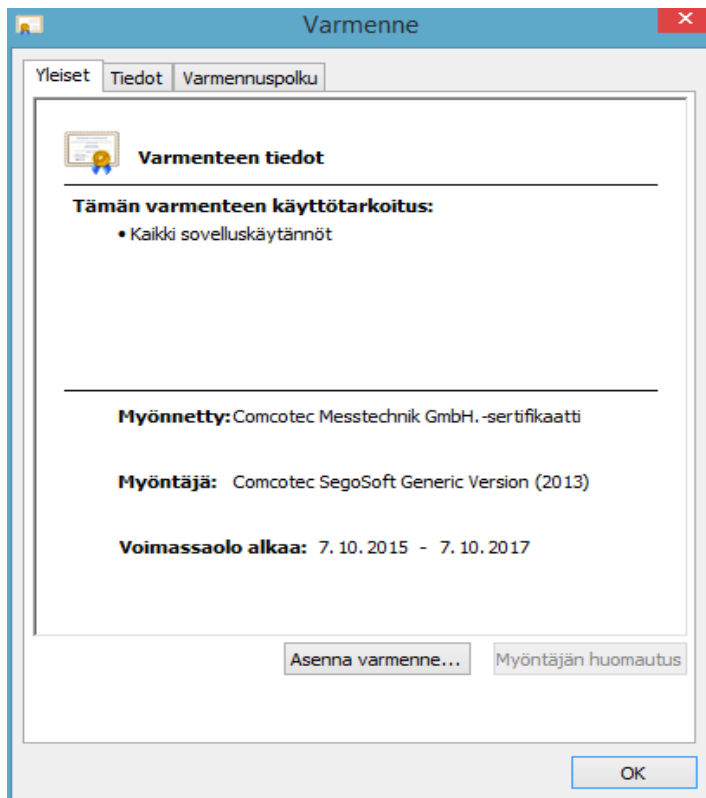 Varmenne
Yleiset Tiedot Varmennuspolku
Varmenteen tiedot
Tämän varmenteen käyttötarkoitus:
• Kaikki sovelluskäytännöt
Myönnetty: Comcotec Messtechnik GmbH.-sertifikaatti
Myöntäjä: Comcotec SegoSoft Generic Version (2013)
Voimassaolo alkaa: 7.10.2015 - 7.10.2017
Asenna varmenne... Myöntäjän huomautus
OK